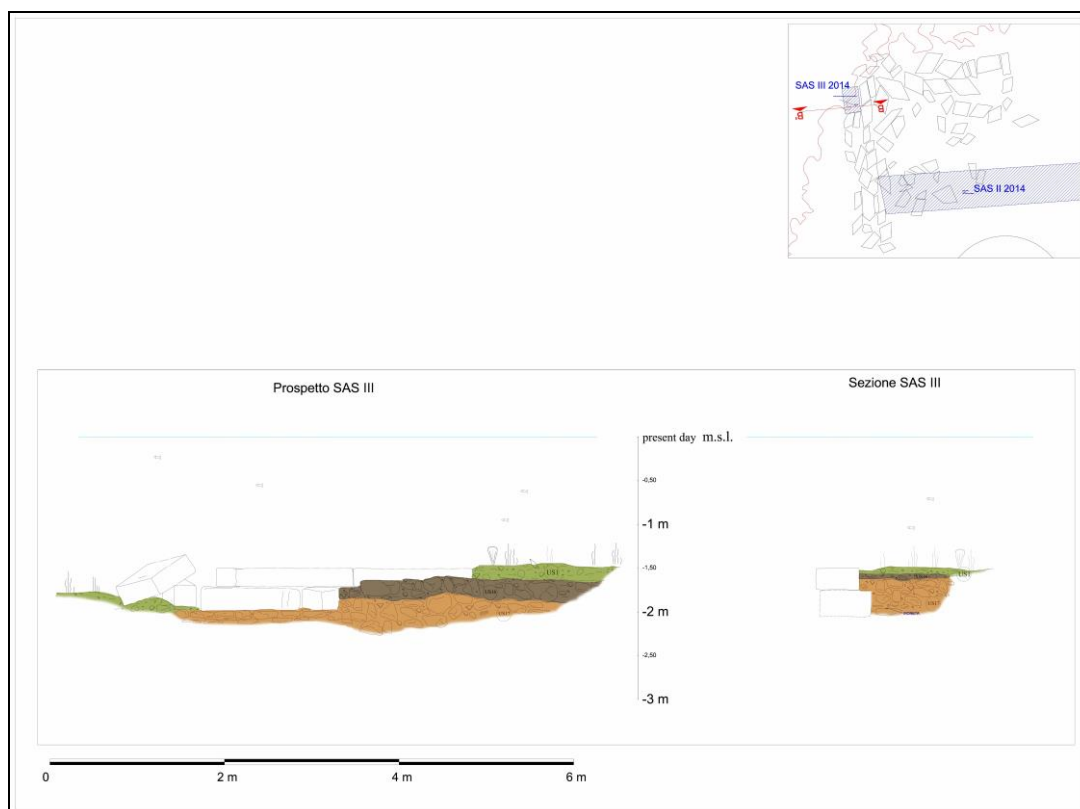 SAS III 2014
B'
B
SAS II 2014
Prospetto SAS III
Sezione SAS III
present day m.s.l.
-0,50
-1 m
-1,50
-2 m
-2,50
-3 m
US1
US1
0
2 m
4 m
6 m